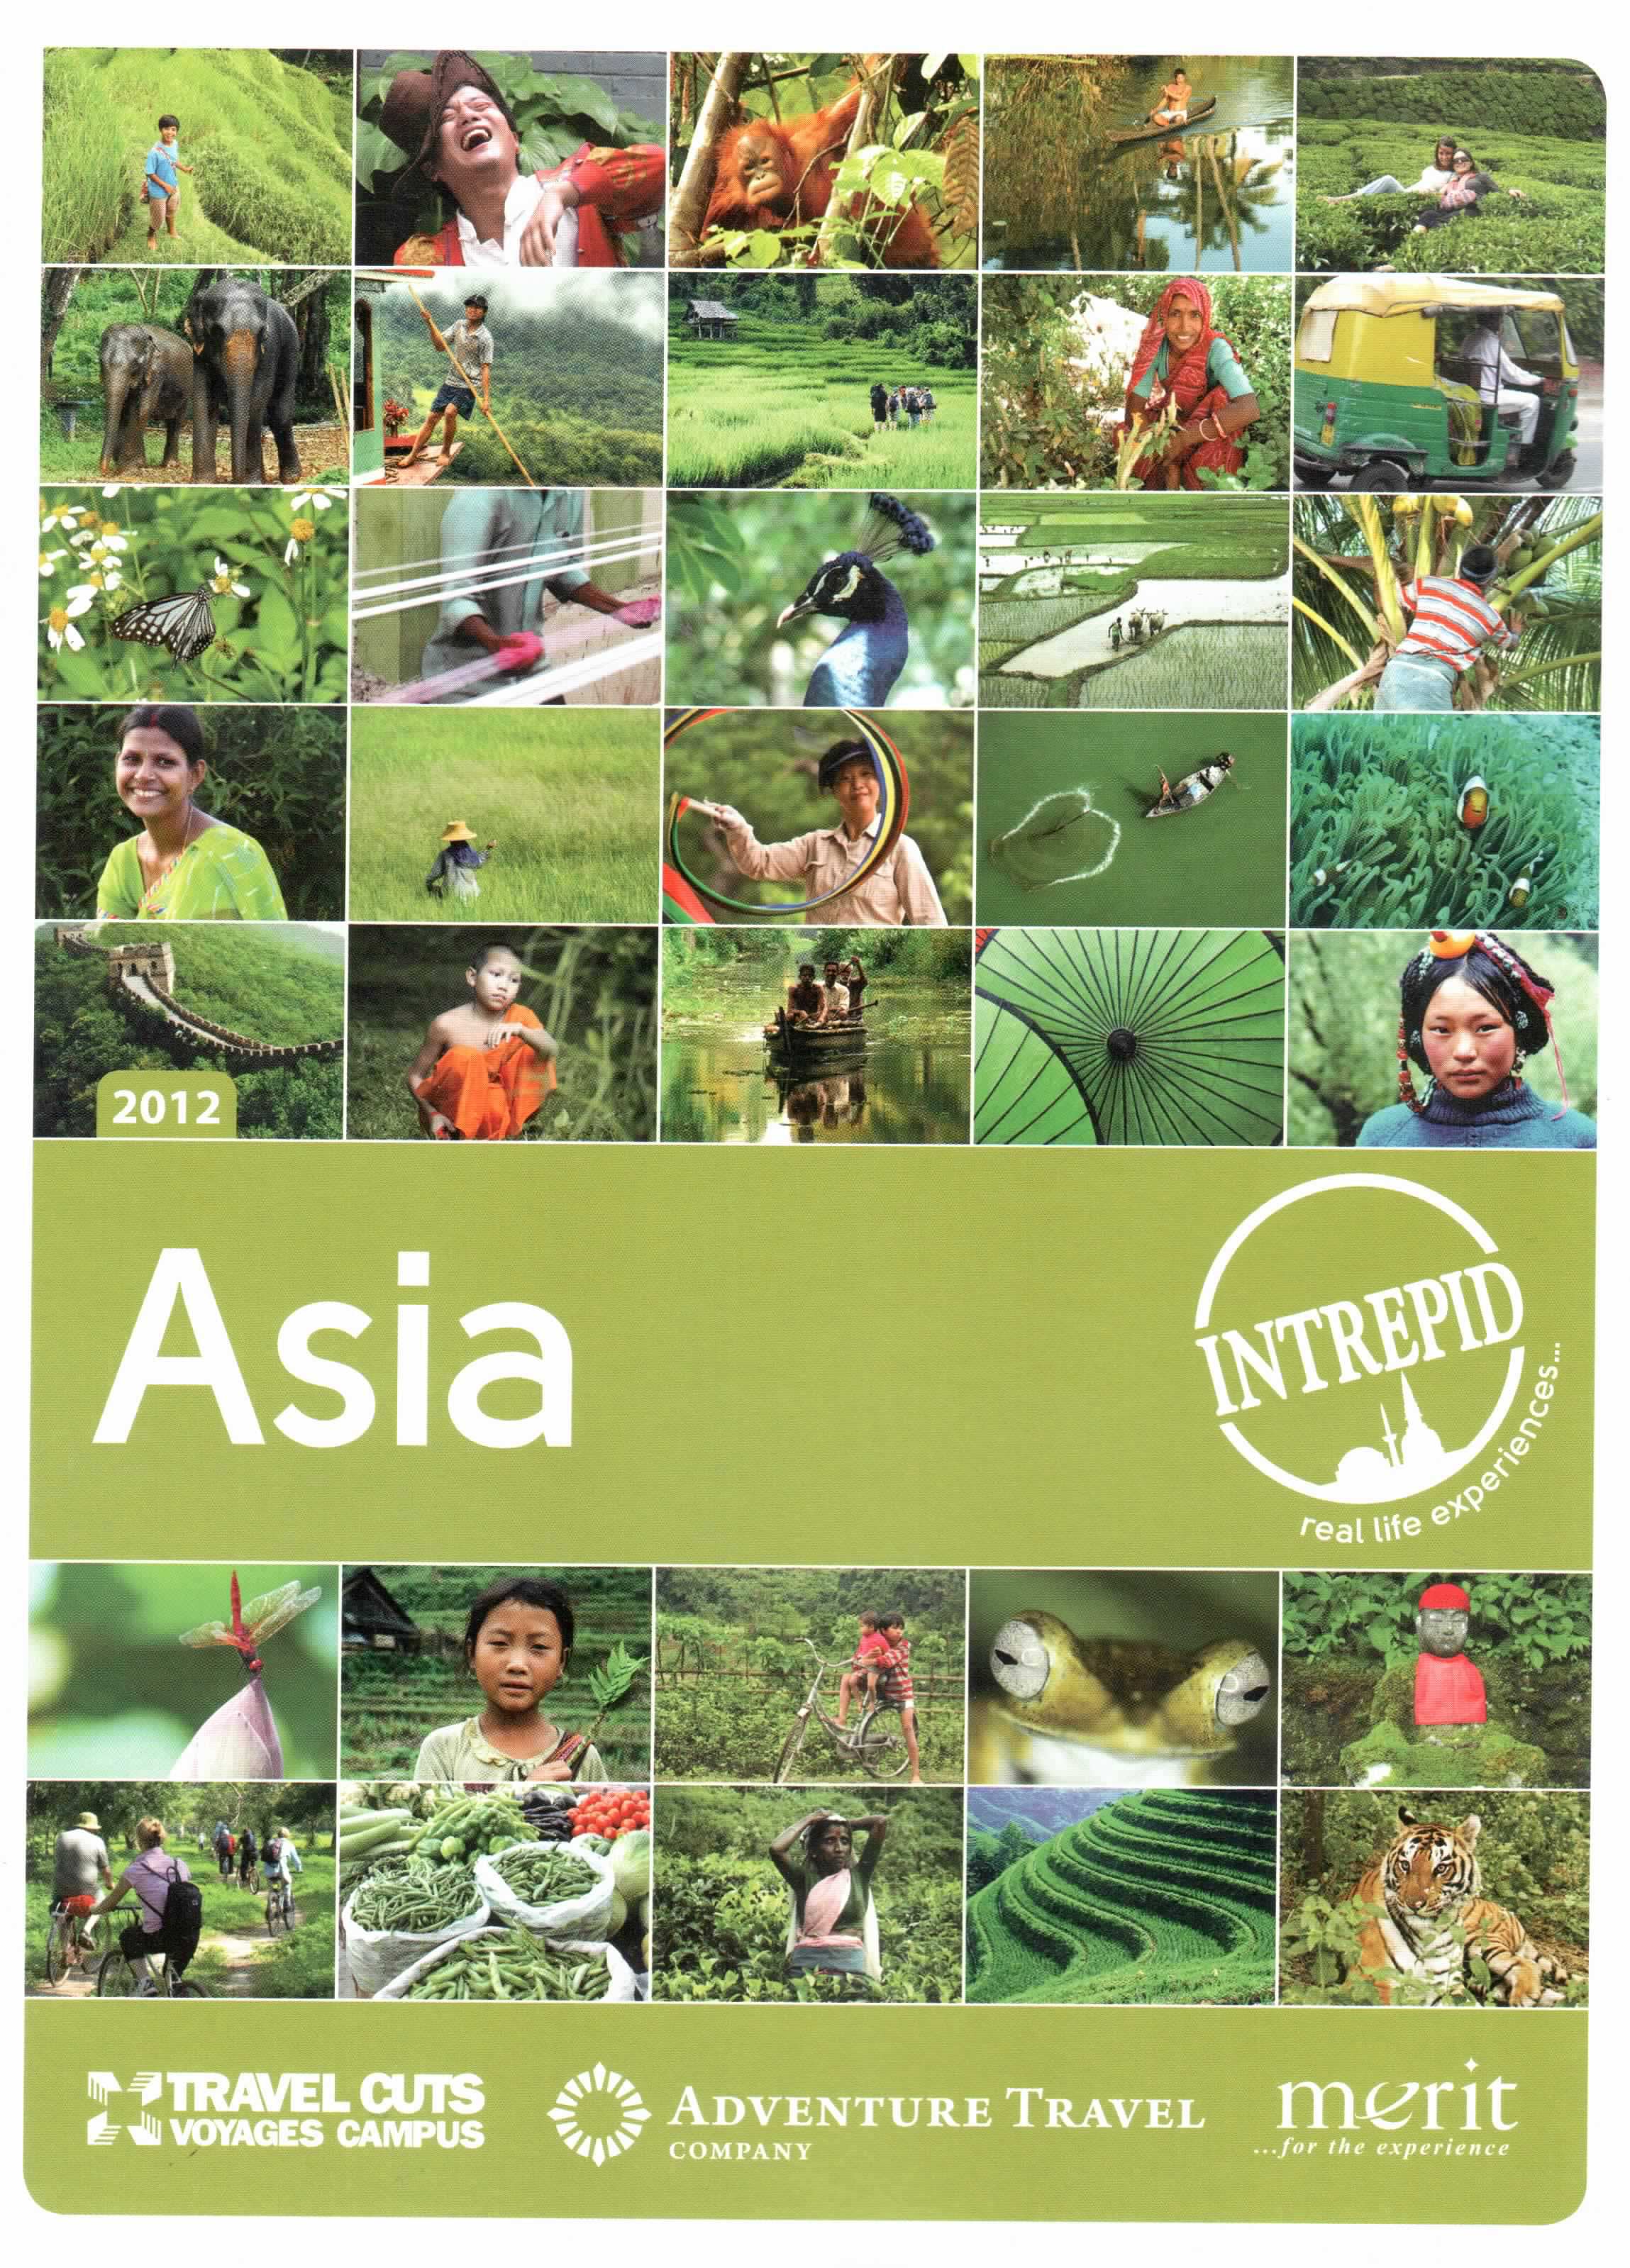 2012
Asia
INTREPID
real life experiences...
TRAVEL CUTS
VOYAGES CAMPUS
ADVENTURE TRAVEL
COMPANY
merit
...for the experience